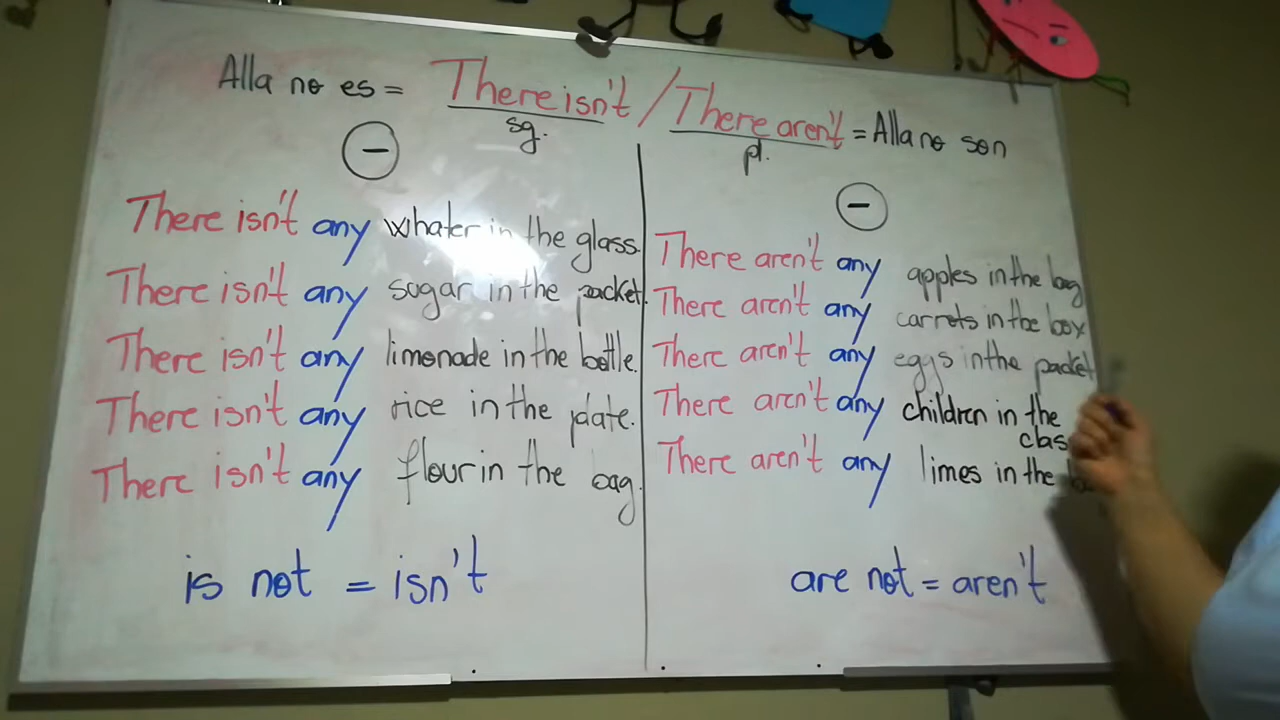 Alla no es = There isn't / There aren't = Alla no son
sg. pl.
There isn't any whater in the glass.
There isn't any sugar in the packet.
There isn't any limonade in the bottle.
There isn't any rice in the plate.
There isn't any flour in the bag.
is not = isn't
There aren't any apples in the bag
There aren't any carrets in the box
There aren't any eggs in the packet
There aren't any children in the
clas
There aren't any limes in the
are not = aren't